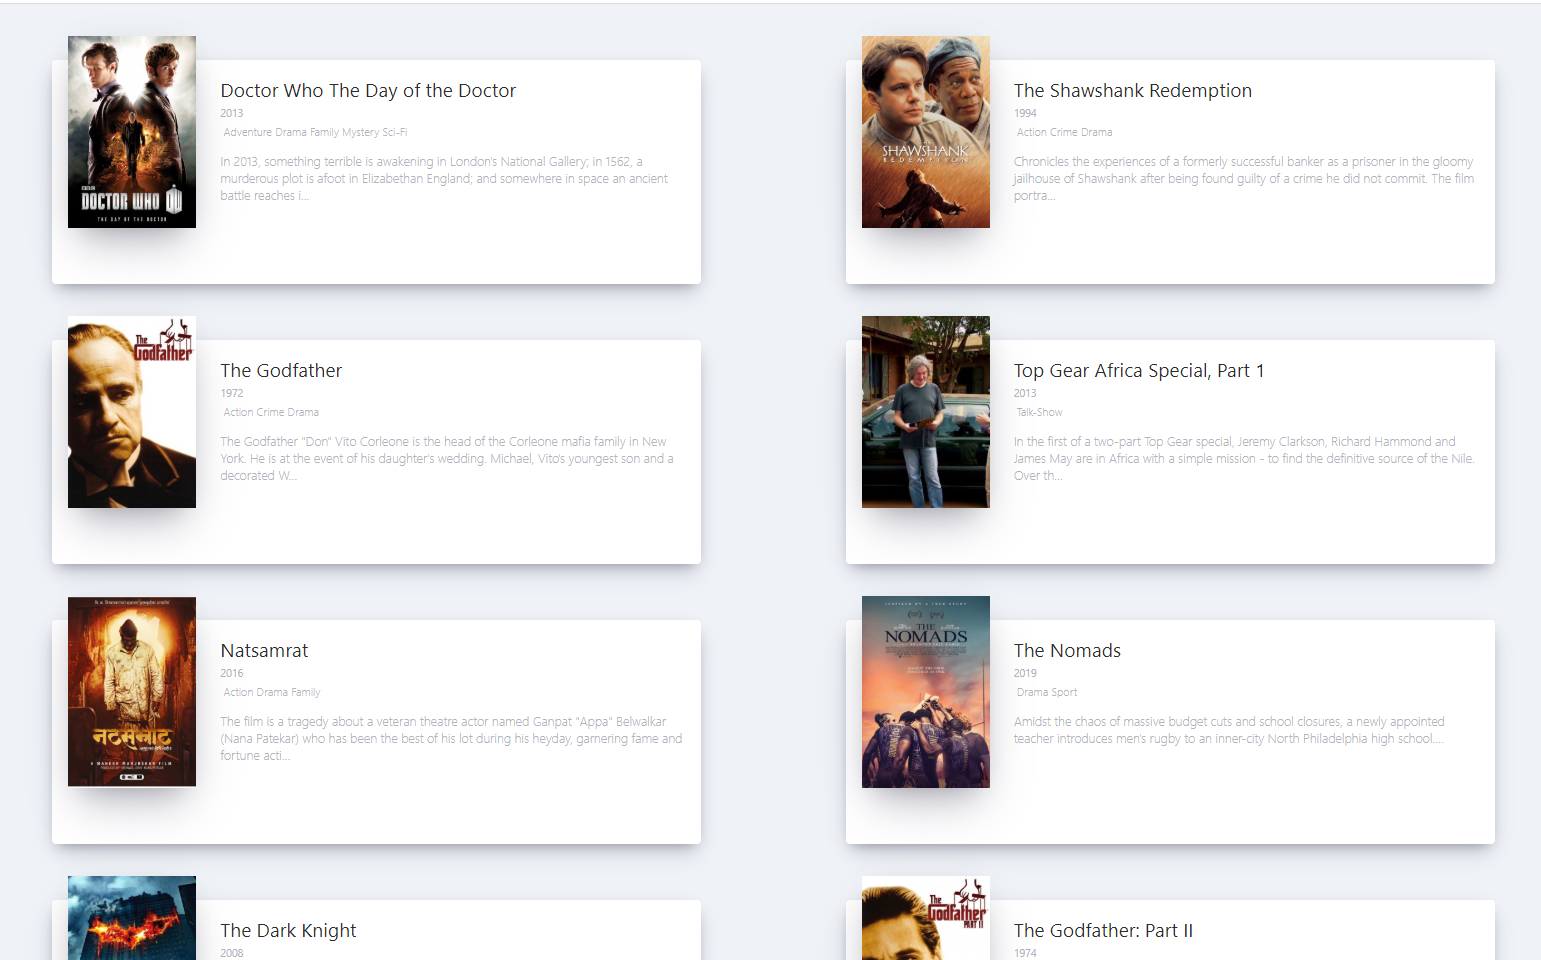 Doctor Who The Day of the Doctor
2013
Adventure Drama Family Mystery Sci-Fi
In 2013, something terrible is awakening in London's National Gallery; in 1562, a
murderous plot is afoot in Elizabethan England; and somewhere in space an ancient
battle reaches i...
DOCTOR WHO
THE DAY OF THE DOCTOR
The Shawshank Redemption
1994
Action Crime Drama
Chronicles the experiences of a formerly successful banker as a prisoner in the gloomy
jailhouse of Shawshank after being found guilty of a crime he did not commit. The film
portra...
SHAWSHANK
REDEMPTION
The Godfather
The Godfather
1972
Action Crime Drama
The Godfather "Don" Vito Corleone is the head of the Corleone mafia family in New
York. He is at the event of his daughter's wedding. Michael, Vito's youngest son and a
decorated W...
Top Gear Africa Special, Part 1
2013
Talk-Show
In the first of a two-part Top Gear special, Jeremy Clarkson, Richard Hammond and
James May are in Africa with a simple mission - to find the definitive source of the Nile.
Over th...
Natsamrat
2016
Action Drama Family
The film is a tragedy about a veteran theatre actor named Ganpat "Appa" Belwalkar
(Nana Patekar) who has been the best of his lot during his heyday, garnering fame and
fortune acti...
नटसम्राट
A MAHESH MANJREKAR FILM
INSPIRED BY A TRUE STORY
THE
NOMADS
The Nomads
2019
Drama Sport
Amidst the chaos of massive budget cuts and school closures, a newly appointed
teacher introduces men's rugby to an inner-city North Philadelphia high school....
The Dark Knight
2008
The Godfather
PART II
The Godfather: Part II
1974